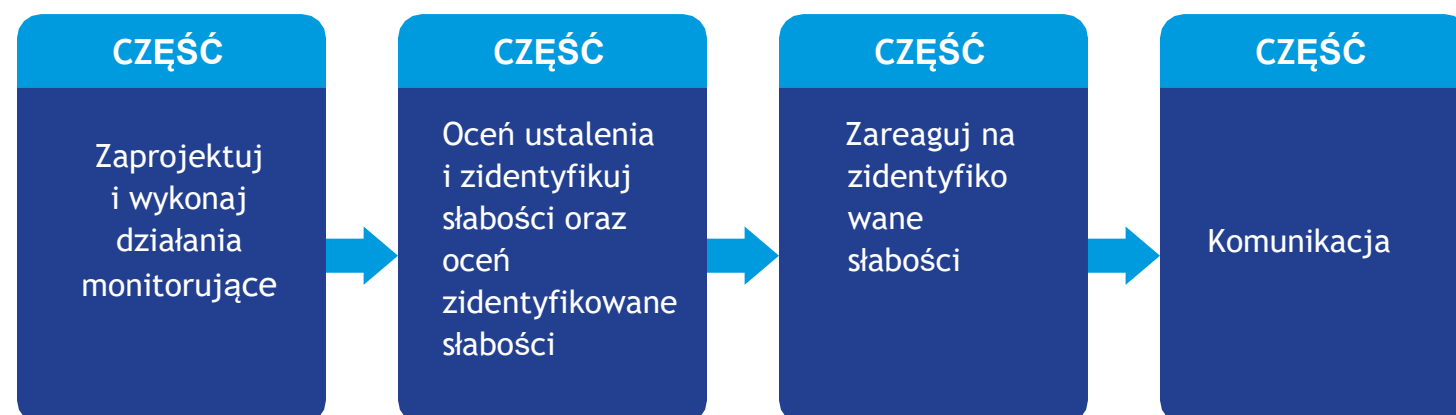 CZĘŚĆ
Zaprojektuj
i wykonaj
działania
monitorujące
CZĘŚĆ
Oceń ustalenia
i zidentyfikuj
słabości oraz
oceń
zidentyfikowane
słabości
CZĘŚĆ
Zareaguj na
zidentyfiko
wane
słabości
CZĘŚĆ
Komunikacja